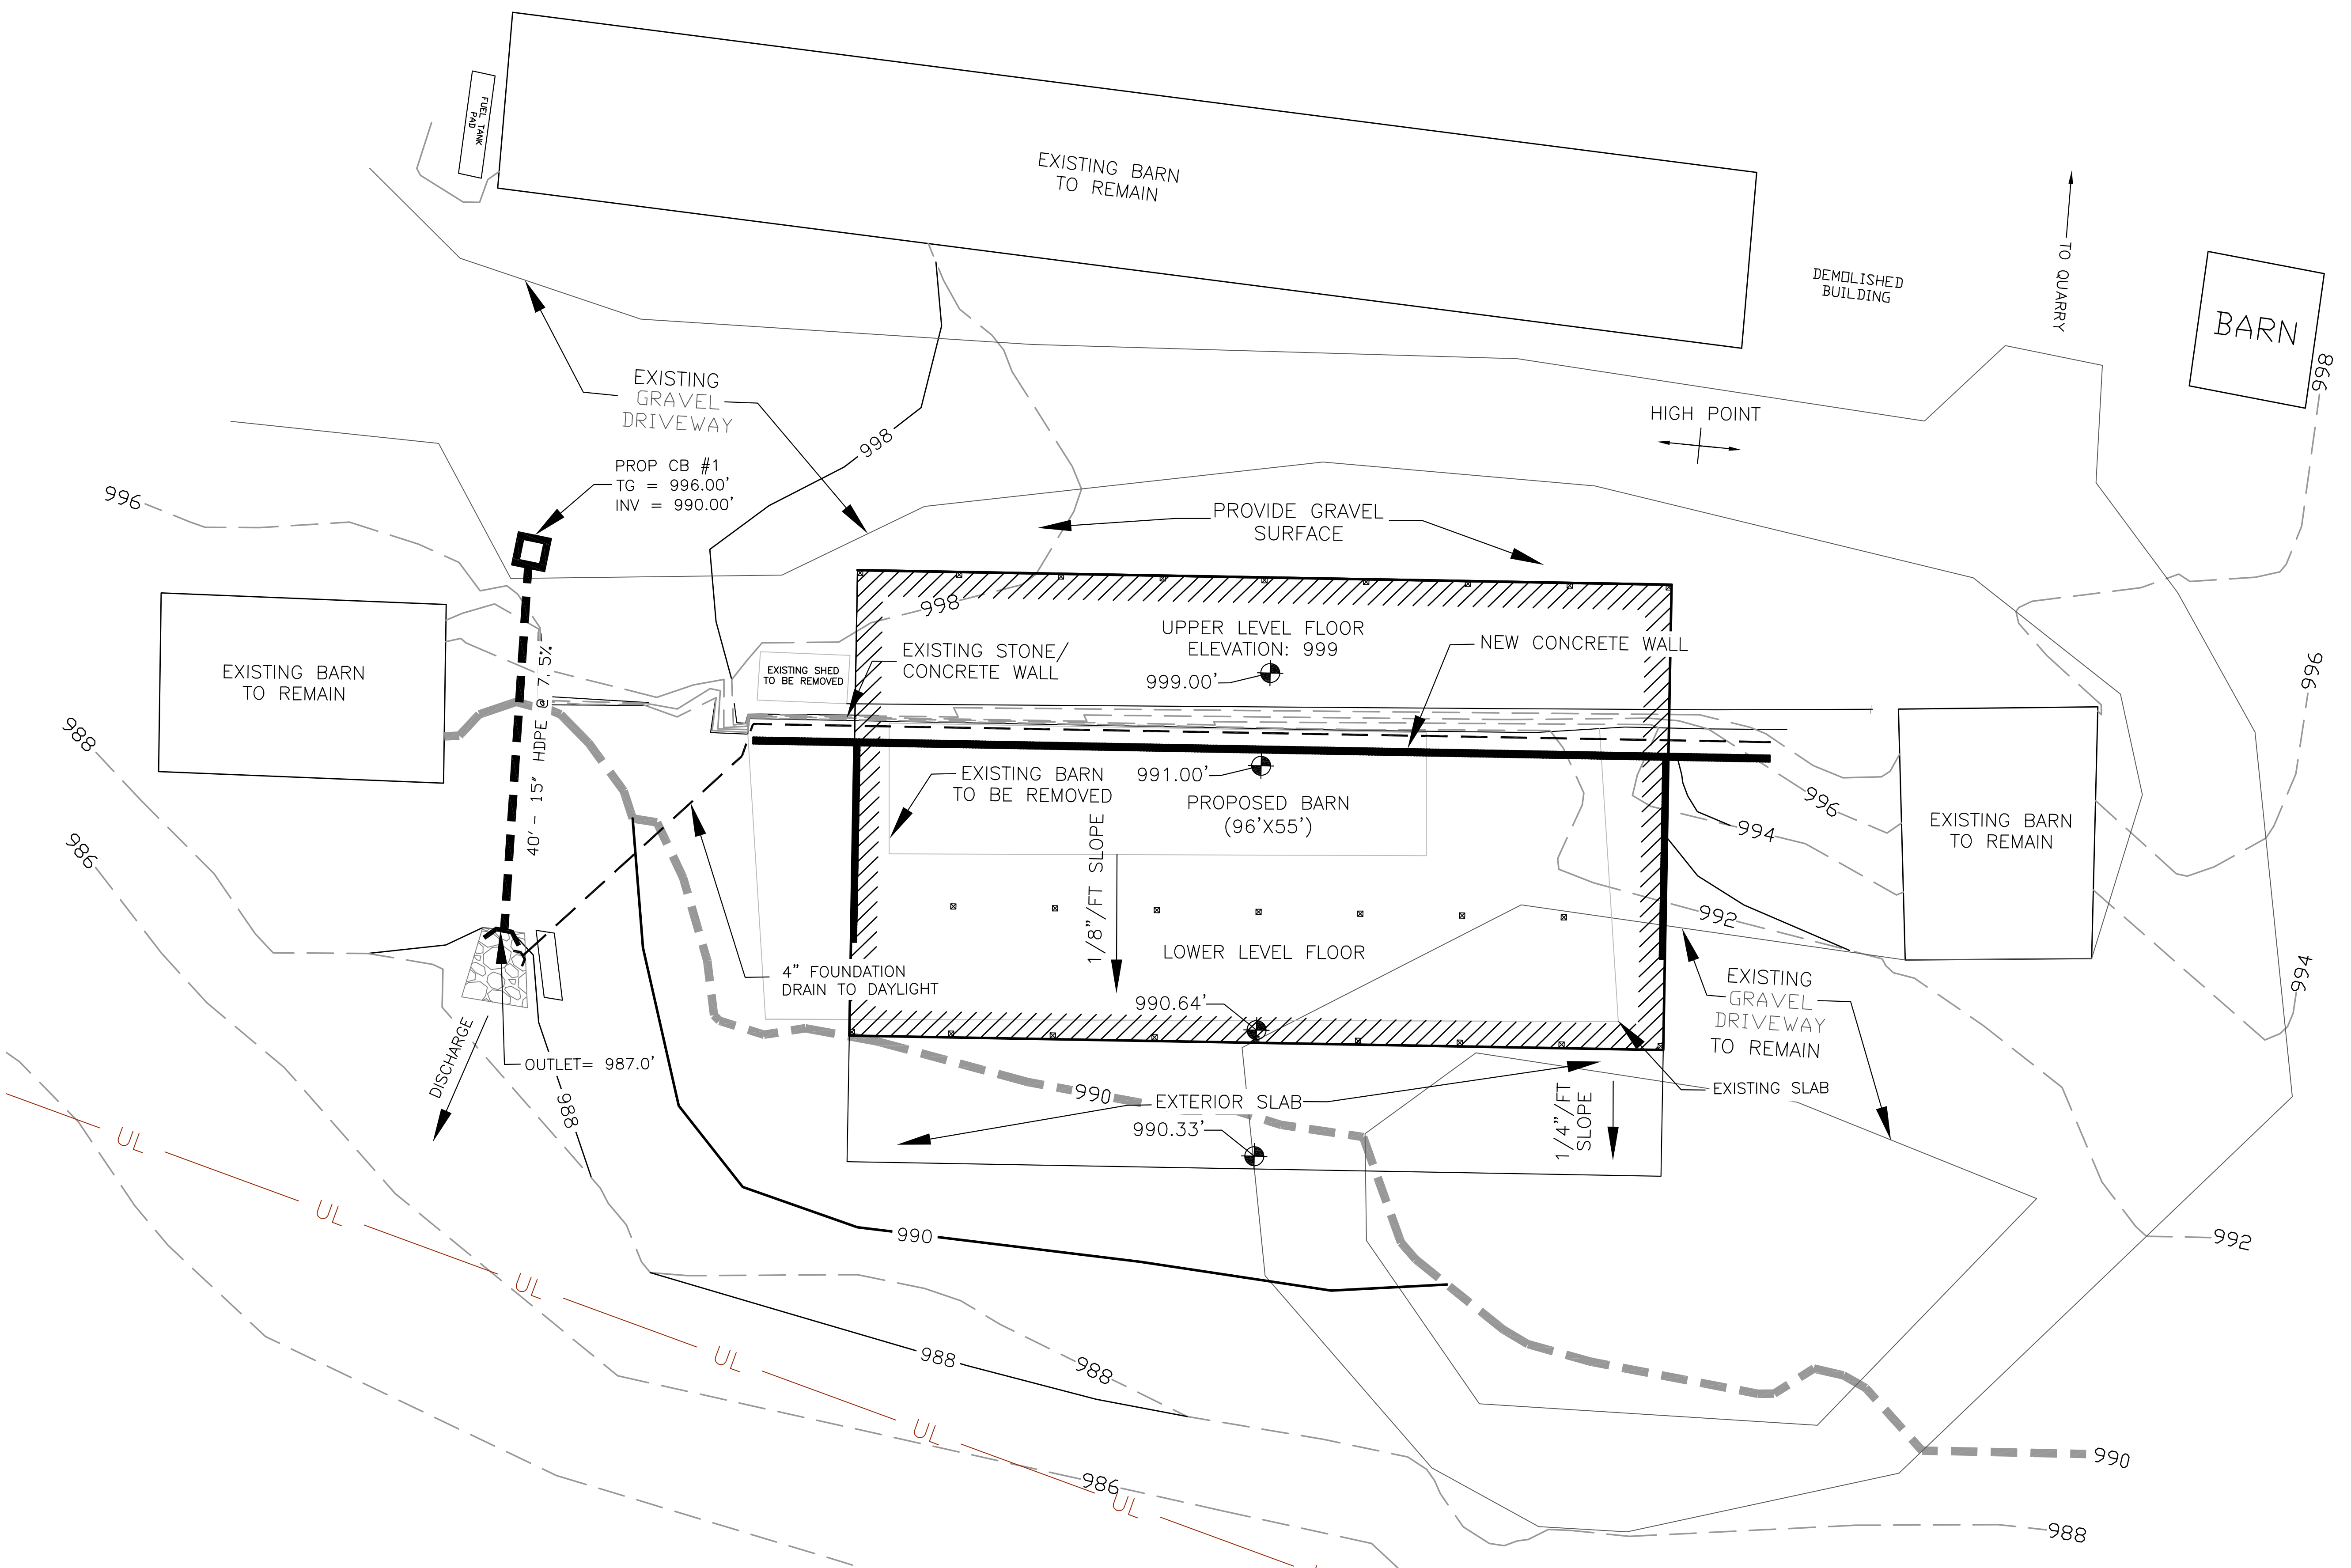 FUEL TANK
PAD
EXISTING BARN
TO REMAIN
DEMOLISHED
BUILDING
TO QUARRY
BARN
998
EXISTING
GRAVEL
DRIVEWAY
998
HIGH POINT
PROP CB #1
TG = 996.00'
INV = 990.00'
996
PROVIDE GRAVEL
SURFACE
998
UPPER LEVEL FLOOR
ELEVATION: 999
999.00'
NEW CONCRETE WALL
EXISTING STONE/
CONCRETE WALL
EXISTING SHED
TO BE REMOVED
EXISTING BARN
TO REMAIN
40' - 15" HDPE @ 7.5%
996
988
986
EXISTING BARN
TO BE REMOVED
991.00'
PROPOSED BARN
(96'X55')
1/8"/FT SLOPE
996
994
992
EXISTING BARN
TO REMAIN
LOWER LEVEL FLOOR
4" FOUNDATION
DRAIN TO DAYLIGHT
990.64'
EXISTING
GRAVEL
DRIVEWAY
TO REMAIN
994
DISCHARGE
OUTLET= 987.0'
988
990
EXTERIOR SLAB
990.33'
1/4"/FT
SLOPE
EXISTING SLAB
UL
UL
UL
UL
UL
UL
990
992
988
988
986
990
988